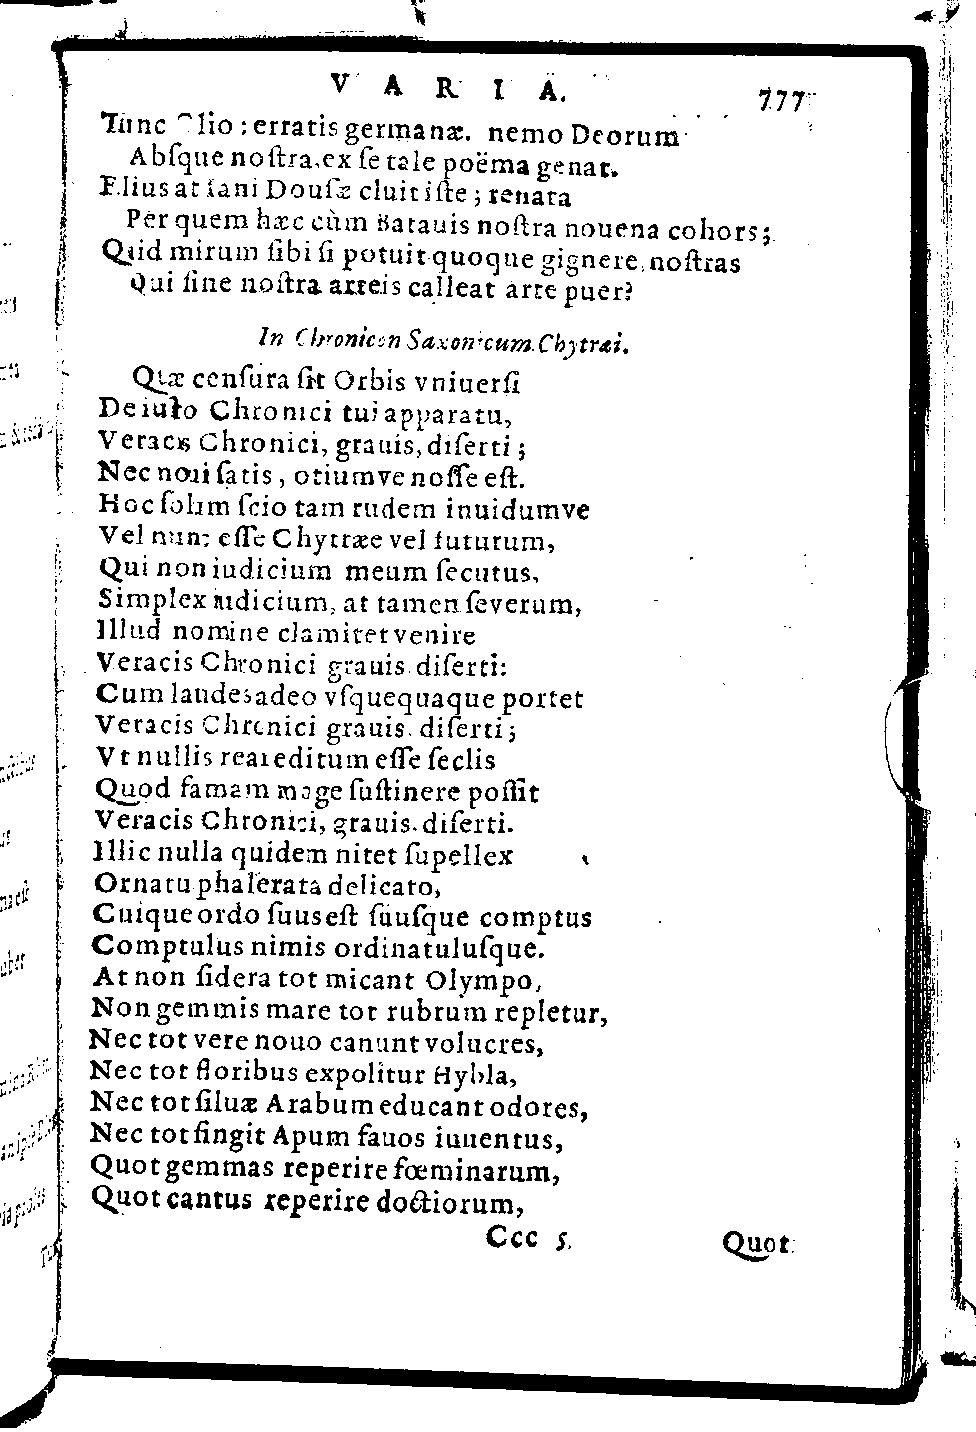 VARIA. 777
Tunc Clio: erratis germanæ. nemo Deorum
Abſque noſtra, ex ſe tale poëma genat.
Filius at Iani Douſæ cluit iſte; renata
Per quem hæc cùm Batauis noſtra nouena cohors;
Quid mirum ſibi ſi potuit quoque gignere, noſtras
Qui ſine noſtra arteis calleat arte puer?
In Chronicon Saxonicum Chytræi.
Quæ cenſura ſit Orbis vniuerſi
De iuſto Chronici tui apparatu,
Veracis Chronici, grauis, diſerti;
Nec noui ſatis, otiumve noſſe eſt.
Hoc ſolum ſcio tam rudem inuidumve
Vel nunc eſſe Chytræe vel futurum,
Qui non iudicium meum ſecutus,
Simplex iudicium, at tamen ſeverum,
Illud nomine clamitet venire
Veracis Chronici grauis diſerti:
Cum laudes adeo vſquequaque portet
Veracis Chronici grauis, diſerti;
Vt nullis rear editum eſſe ſeclis
Quod famam mage ſuſtinere poſſit
Veracis Chronici, grauis, diſerti.
Illic nulla quidem nitet ſupellex
Ornatu phalerata delicato,
Cuique ordo ſuus eſt ſuuſque comptus
Comptulus nimis ordinatuluſque.
At non ſidera tot micant Olympo,
Non gemmis mare tot rubrum repletur,
Nec tot vere nouo canunt volucres,
Nec tot floribus expolitur Hybla,
Nec tot ſiluæ Arabum educant odores,
Nec tot fingit Apum fauos iuuentus,
Quot gemmas reperire fœminarum,
Quot cantus reperire doctiorum,
Ccc 5. Quot